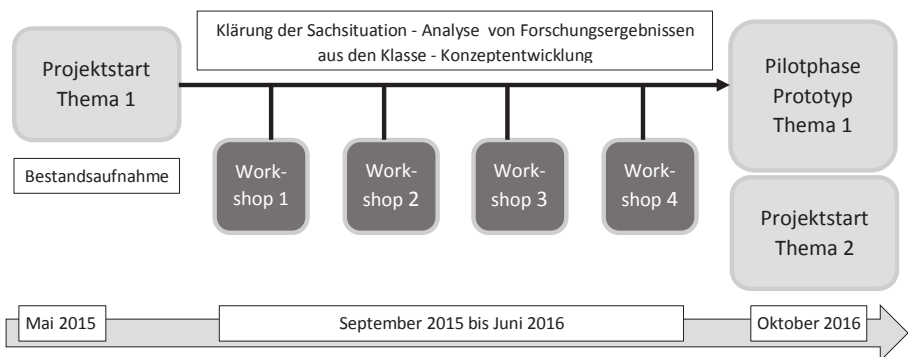 Klärung der Sachsituation - Analyse von Forschungsergebnissen
aus den Klasse - Konzeptentwicklung
Projektstart
Thema 1
Pilotphase
Prototyp
Thema 1
Bestandsaufnahme
Work-
shop 1
Work-
shop 2
Work-
shop 3
Work-
shop 4
Projektstart
Thema 2
Mai 2015
September 2015 bis Juni 2016
Oktober 2016